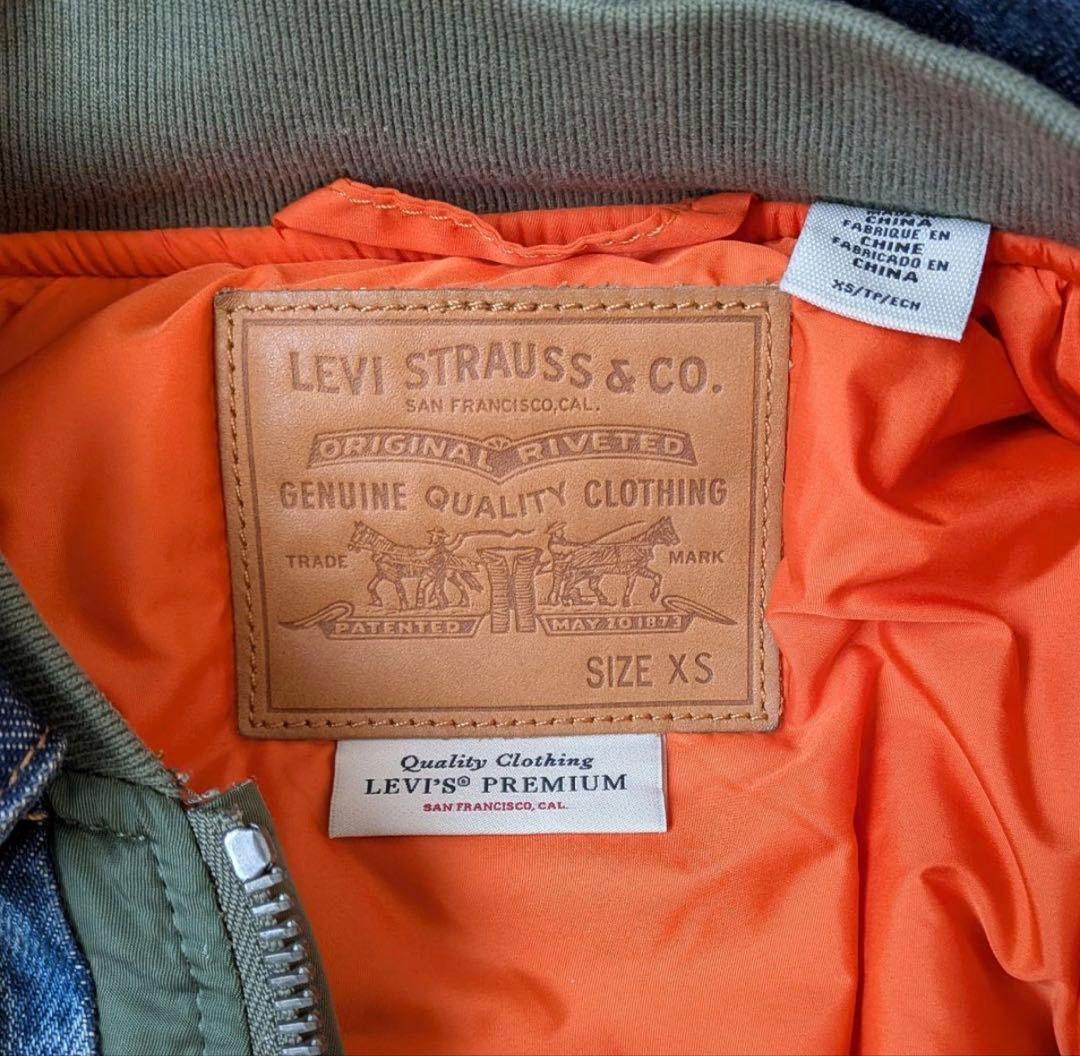 CHINA
FABRIQUE EN
CHINE
FABRICADO EN
CHINA
XS/TP/ECH
LEVI STRAUSS & CO.
SAN FRANCISCO, CAL.
ORIGINAL RIVETED
GENUINE QUALITY CLOTHING
TRADE MARK
PATENTED MAY 20 1873
SIZE XS
Quality Clothing
LEVI'S® PREMIUM
SAN FRANCISCO, CAL.